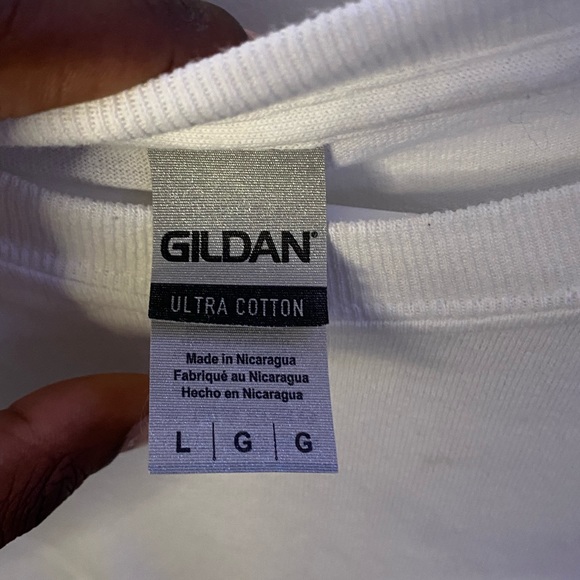 GILDAN®
ULTRA COTTON
Made in Nicaragua
Fabriqué au Nicaragua
Hecho en Nicaragua
L | G | G